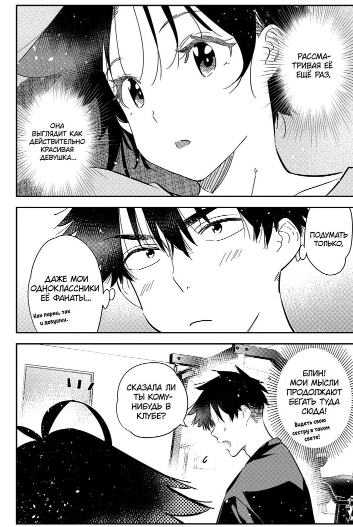 РАССМА-
ТРИВАЯ ЕЁ
ЕЩЁ РАЗ,
ОНА
ВЫГЛЯДИТ КАК
ДЕЙСТВИТЕЛЬНО
КРАСИВАЯ
ДЕВУШКА...
ПОДУМАТЬ
ТОЛЬКО,
ДАЖЕ МОИ
ОДНОКЛАССНИКИ
ЕЁ ФАНАТЫ...
Как парни, так
и девушки.
БЛИН!
МОИ МЫСЛИ
ПРОДОЛЖАЮТ
БЕГАТЬ ТУДА
СЮДА!
Видеть свою
сестру в таком
свете!
СКАЗАЛА ЛИ
ТЫ КОМУ-
НИБУДЬ В
КЛУБЕ?